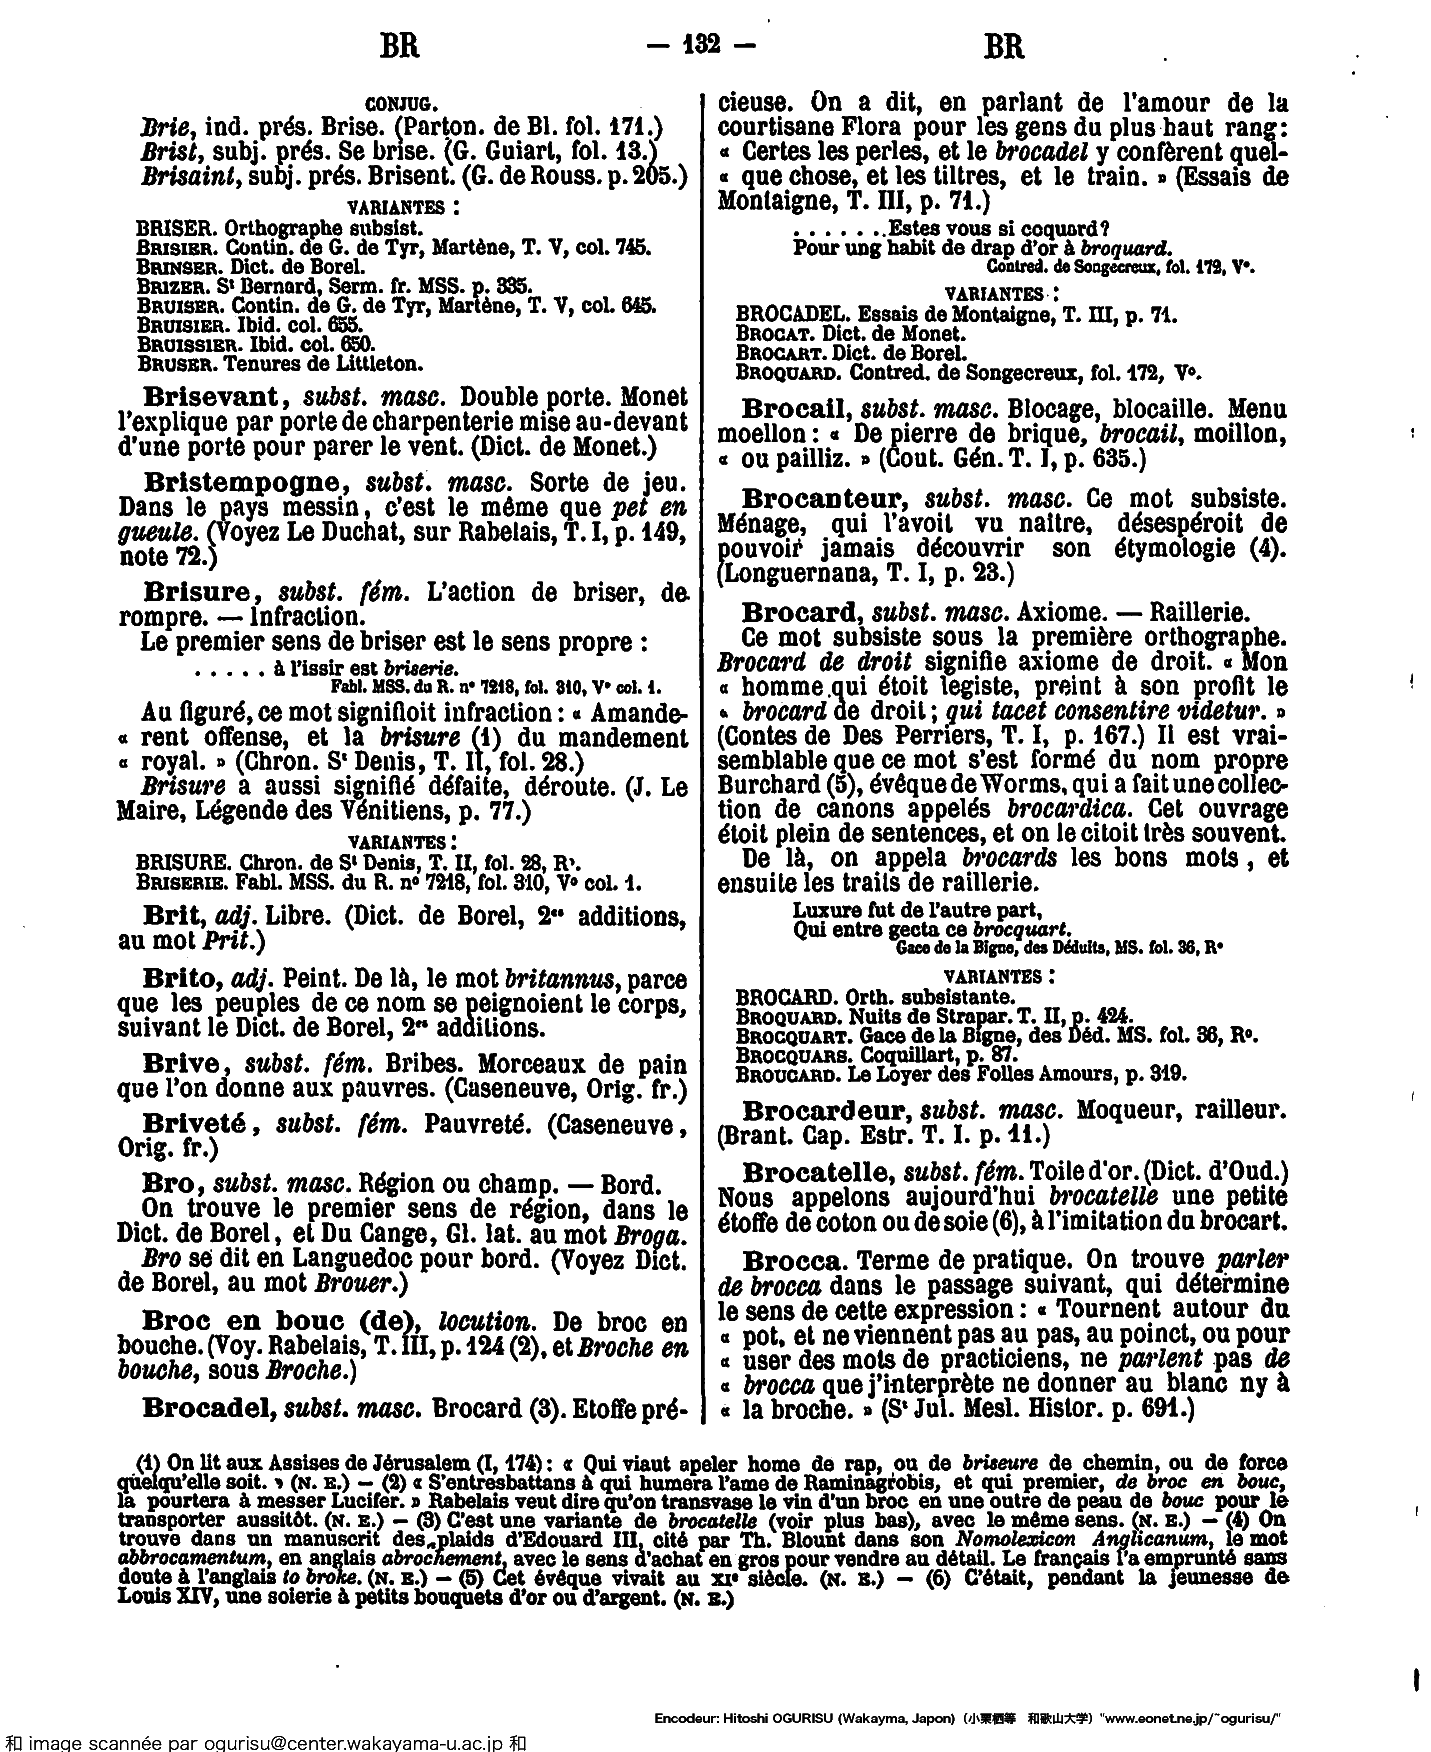 BR — 132 — BR
CONJUG.
Brie, ind. prés. Brise. (Parton. de Bl. fol. 171.)
Brist, subj. prés. Se brise. (G. Guiart, fol. 13.)
Brisaint, subj. prés. Brisent. (G. de Rouss. p. 205.)
VARIANTES :
BRISER. Orthographe subsist.
BRISIER. Contin. de G. de Tyr, Martène, T. V, col. 745.
BRINSER. Dict. de Borel.
BRIZER. St Bernard, Serm. fr. MSS. p. 335.
BRUISER. Contin. de G. de Tyr, Martène, T. V, col. 645.
BRUISIER. Ibid. col. 655.
BRUISSIER. Ibid. col. 650.
BRUSER. Tenures de Littleton.
Brisevant, subst. masc. Double porte. Monet
l'explique par porte de charpenterie mise au-devant
d'une porte pour parer le vent. (Dict. de Monet.)
Bristempogne, subst. masc. Sorte de jeu.
Dans le pays messin, c'est le même que pet en
gueule. (Voyez Le Duchat, sur Rabelais, T. I, p. 149,
note 72.)
Brisure, subst. fém. L'action de briser, de
rompre. — Infraction.
Le premier sens de briser est le sens propre :
. . . . . à l'issir est briserie.
Fabl. MSS. du R. n° 7218, fol. 310, V° col. 1.
Au figuré, ce mot signifioit infraction : « Amande-
« rent offense, et la brisure (1) du mandement
« royal. » (Chron. St Denis, T. II, fol. 28.)
Brisure a aussi signifié défaite, déroute. (J. Le
Maire, Légende des Vénitiens, p. 77.)
VARIANTES :
BRISURE. Chron. de St Denis, T. II, fol. 28, R°.
BRISERIE. Fabl. MSS. du R. n° 7218, fol. 310, V° col. 1.
Brit, adj. Libre. (Dict. de Borel, 2es additions,
au mot Prit.)
Brito, adj. Peint. De là, le mot britannus, parce
que les peuples de ce nom se peignoient le corps,
suivant le Dict. de Borel, 2es additions.
Brive, subst. fém. Bribes. Morceaux de pain
que l'on donne aux pauvres. (Caseneuve, Orig. fr.)
Briveté, subst. fém. Pauvreté. (Caseneuve,
Orig. fr.)
Bro, subst. masc. Région ou champ. — Bord.
On trouve le premier sens de région, dans le
Dict. de Borel, et Du Cange, Gl. lat. au mot Broga.
Bro se dit en Languedoc pour bord. (Voyez Dict.
de Borel, au mot Brouer.)
Broc en bouc (de), locution. De broc en
bouche. (Voy. Rabelais, T. III, p. 124 (2), et Broche en
bouche, sous Broche.)
Brocadel, subst. masc. Brocard (3). Etoffe pré-
cieuse. On a dit, en parlant de l'amour de la
courtisane Flora pour les gens du plus haut rang :
« Certes les perles, et le brocadel y confèrent quel-
« que chose, et les tiltres, et le train. » (Essais de
Montaigne, T. III, p. 71.)
. . . . . . . Estes vous si coquard ?
Pour ung habit de drap d'or à broquard.
Contred. de Songecreux, fol. 172, V°.
VARIANTES :
BROCADEL. Essais de Montaigne, T. III, p. 71.
BROCAT. Dict. de Monet.
BROCART. Dict. de Borel.
BROQUARD. Contred. de Songecreux, fol. 172, V°.
Brocail, subst. masc. Blocage, blocaille. Menu
moellon : « De pierre de brique, brocail, moillon,
« ou pailliz. » (Cout. Gén. T. I, p. 635.)
Brocanteur, subst. masc. Ce mot subsiste.
Ménage, qui l'avoit vu naitre, désespéroit de
pouvoir jamais découvrir son étymologie (4).
(Longuernana, T. I, p. 23.)
Brocard, subst. masc. Axiome. — Raillerie.
Ce mot subsiste sous la première orthographe.
Brocard de droit signifie axiome de droit. « Mon
« homme qui étoit legiste, preint à son profit le
« brocard de droit ; qui tacet consentire videtur. »
(Contes de Des Perriers, T. I, p. 167.) Il est vrai-
semblable que ce mot s'est formé du nom propre
Burchard (5), évêque de Worms, qui a fait une collec-
tion de canons appelés brocardica. Cet ouvrage
étoit plein de sentences, et on le citoit très souvent.
De là, on appela brocards les bons mots, et
ensuite les traits de raillerie.
Luxure fut de l'autre part,
Qui entre gecta ce brocquart.
Gace de la Bigne, des Déduits, MS. fol. 36, R°
VARIANTES :
BROCARD. Orth. subsistante.
BROQUARD. Nuits de Strapar. T. II, p. 424.
BROCQUART. Gace de la Bigne, des Déd. MS. fol. 36, R°.
BROCQUARS. Coquillart, p. 87.
BROUCARD. Le Loyer des Folles Amours, p. 319.
Brocardeur, subst. masc. Moqueur, railleur.
(Brant. Cap. Estr. T. I. p. 11.)
Brocatelle, subst. fém. Toile d'or. (Dict. d'Oud.)
Nous appelons aujourd'hui brocatelle une petite
étoffe de coton ou de soie (6), à l'imitation du brocart.
Brocca. Terme de pratique. On trouve parler
de brocca dans le passage suivant, qui détermine
le sens de cette expression : « Tournent autour du
« pot, et ne viennent pas au pas, au poinct, ou pour
« user des mots de practiciens, ne parlent pas de
« brocca que j'interprète ne donner au blanc ny à
« la broche. » (St Jul. Mesl. Histor. p. 691.)
(1) On lit aux Assises de Jérusalem (I, 174) : « Qui viaut apeler home de rap, ou de briseure de chemin, ou de force
quelqu'elle soit. » (N. E.) — (2) « S'entresbattans à qui humera l'ame de Raminagrobis, et qui premier, de broc en bouc,
la pourtera à messer Lucifer. » Rabelais veut dire qu'on transvase le vin d'un broc en une outre de peau de bouc pour le
transporter aussitôt. (N. E.) — (3) C'est une variante de brocatelle (voir plus bas), avec le même sens. (N. E.) — (4) On
trouve dans un manuscrit des plaids d'Edouard III, cité par Th. Blount dans son Nomolexicon Anglicanum, le mot
abbrocamentum, en anglais abrochement, avec le sens d'achat en gros pour vendre au détail. Le français l'a emprunté sans
doute à l'anglais to broke. (N. E.) — (5) Cet évêque vivait au XIe siècle. (N. E.) — (6) C'était, pendant la jeunesse de
Louis XIV, une soierie à petits bouquets d'or ou d'argent. (N. E.)
Encodeur: Hitoshi OGURISU (Wakayma, Japon) (小栗栖等 和歌山大学) "www.eonet.ne.jp/~ogurisu/"
和 image scannée par ogurisu@center.wakayama-u.ac.jp 和